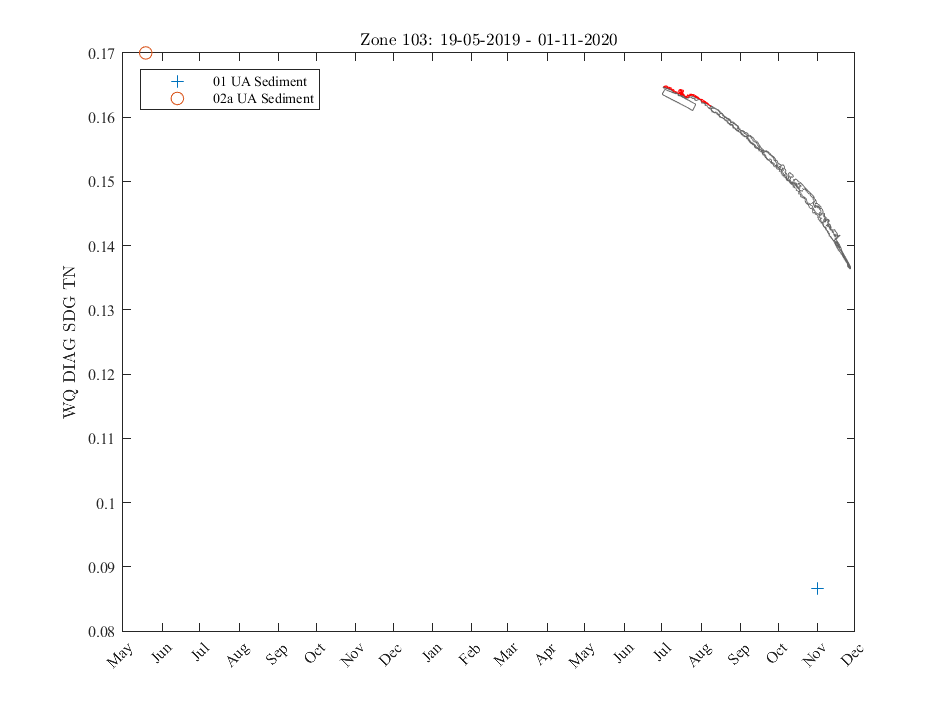 Zone 103: 19-05-2019 - 01-11-2020
0.17
01 UA Sediment
02a UA Sediment
0.16
0.15
0.14
0.13
0.12
0.11
0.1
0.09
0.08
WQ DIAG SDG TN
May Jun Jul Aug Sep Oct Nov Dec Jan Feb Mar Apr May Jun Jul Aug Sep Oct Nov Dec